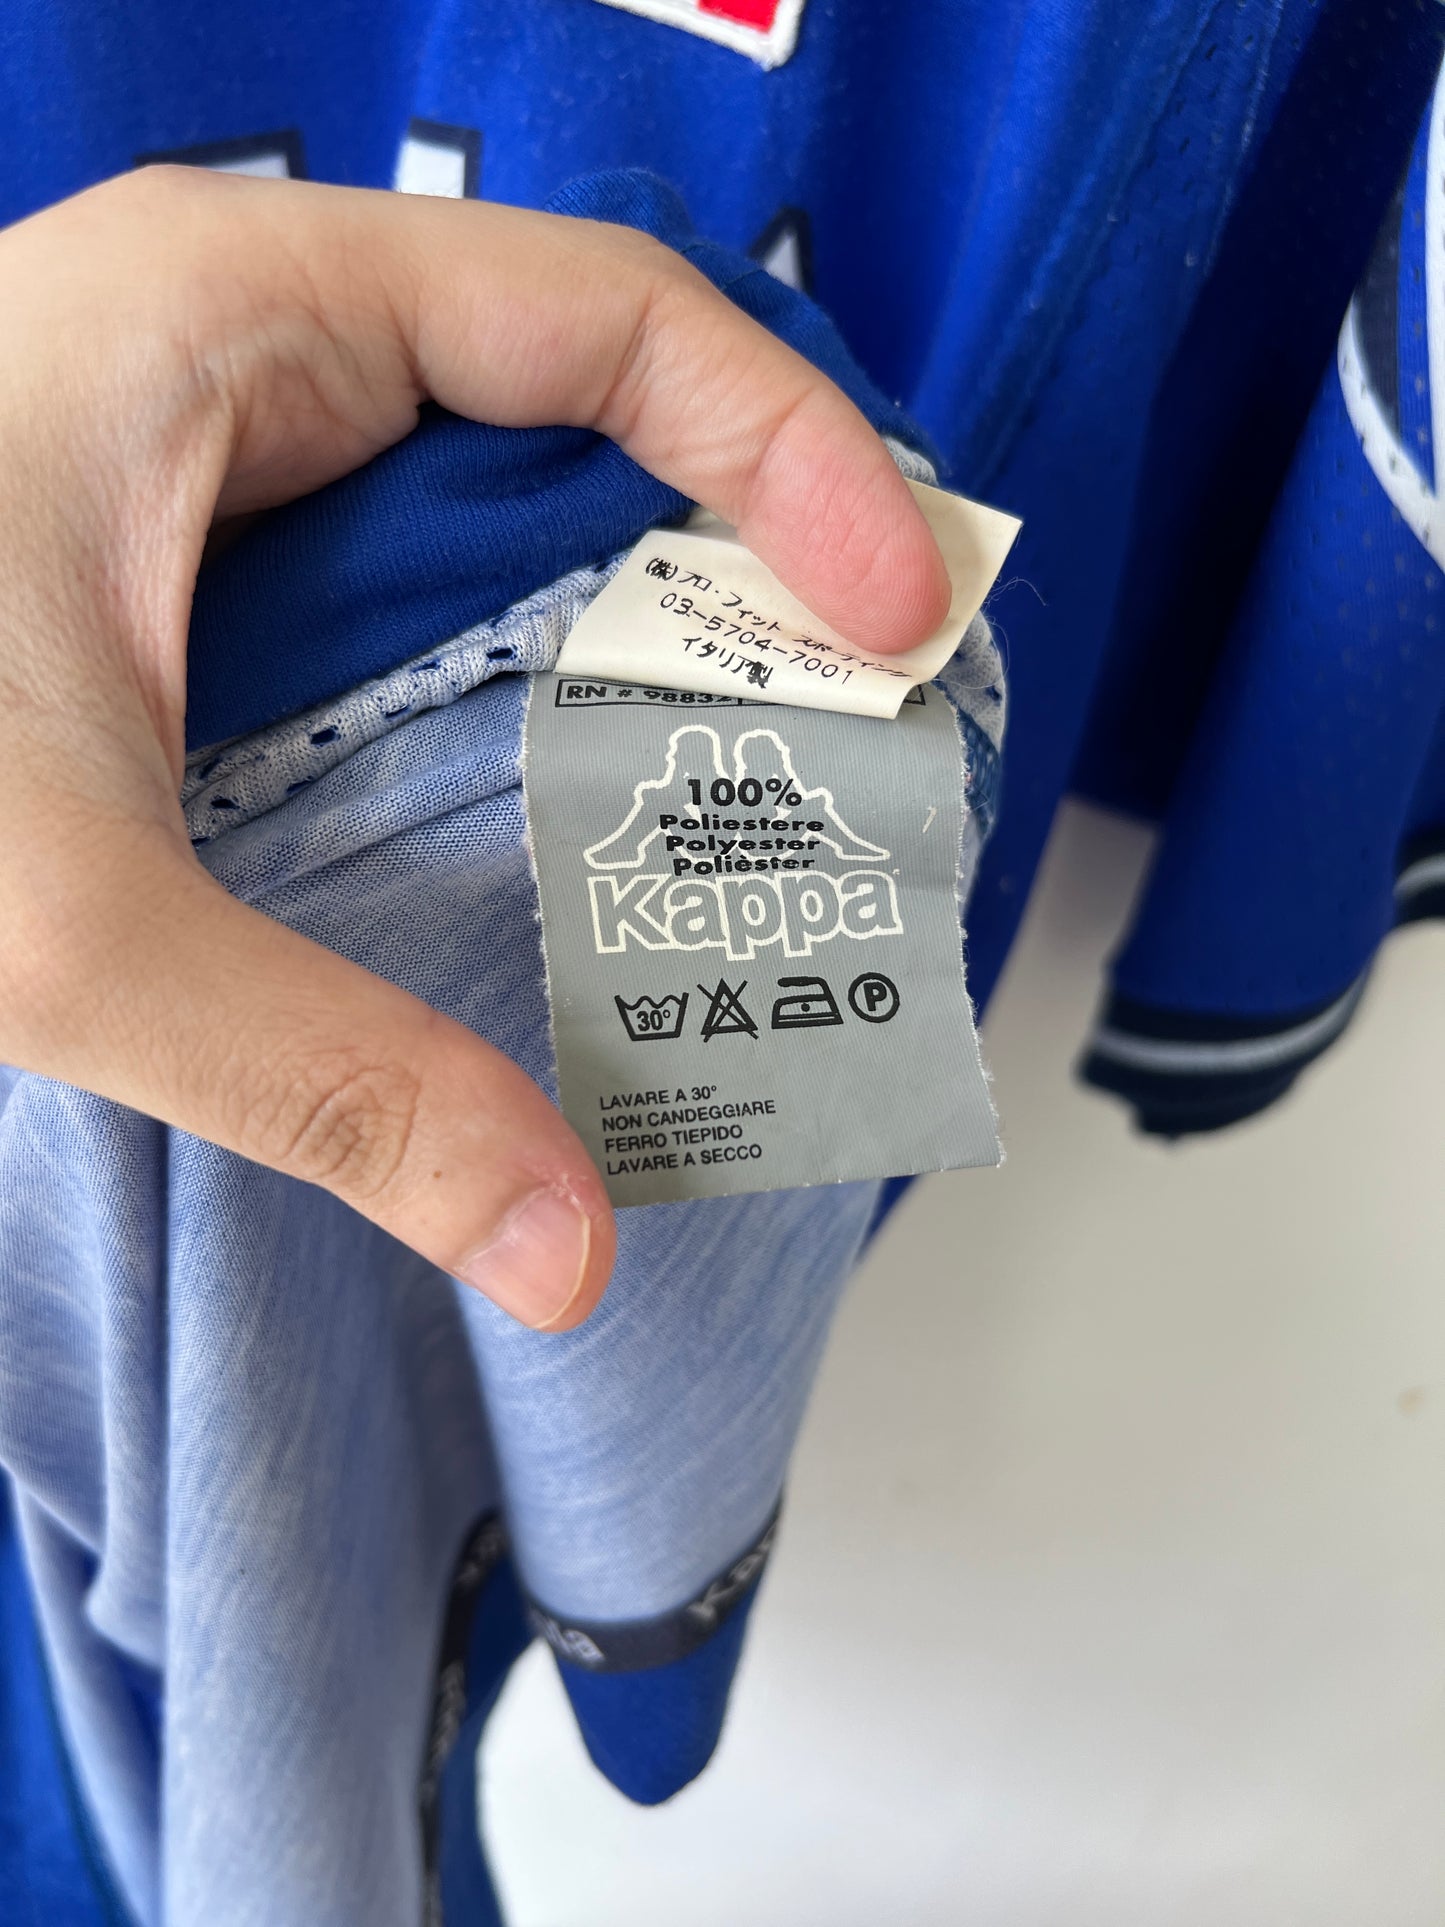 (株)プロ・フィット スポーティング
03-5704-7001
イタリア製
RN # 98832
100%
Poliestere
Polyester
Polièster
Kappa
30°
P
LAVARE A 30°
NON CANDEGGIARE
FERRO TIEPIDO
LAVARE A SECCO